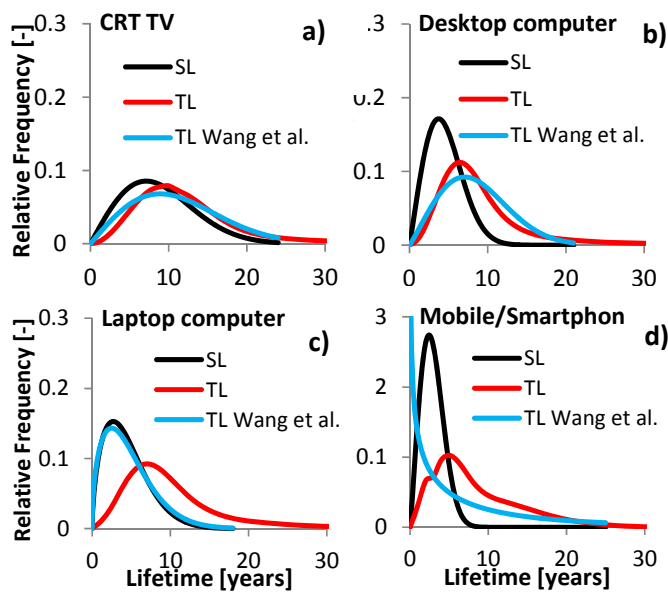 CRT TV
a)
0.3
0.2
0.1
0
Relative Frequency [-]
SL
TL
TL Wang et al.
0
10
20
30
Desktop computer
b)
.3
0.2
0.1
0
SL
TL
TL Wang et al.
0
10
20
30
Laptop computer
c)
0.3
0.2
0.1
0
Relative Frequency [-]
SL
TL
TL Wang et al.
0
10
20
30
Lifetime [years]
Mobile/Smartphon
d)
3
2
0.1
0
SL
TL
TL Wang et al.
0
10
20
30
Lifetime [years]